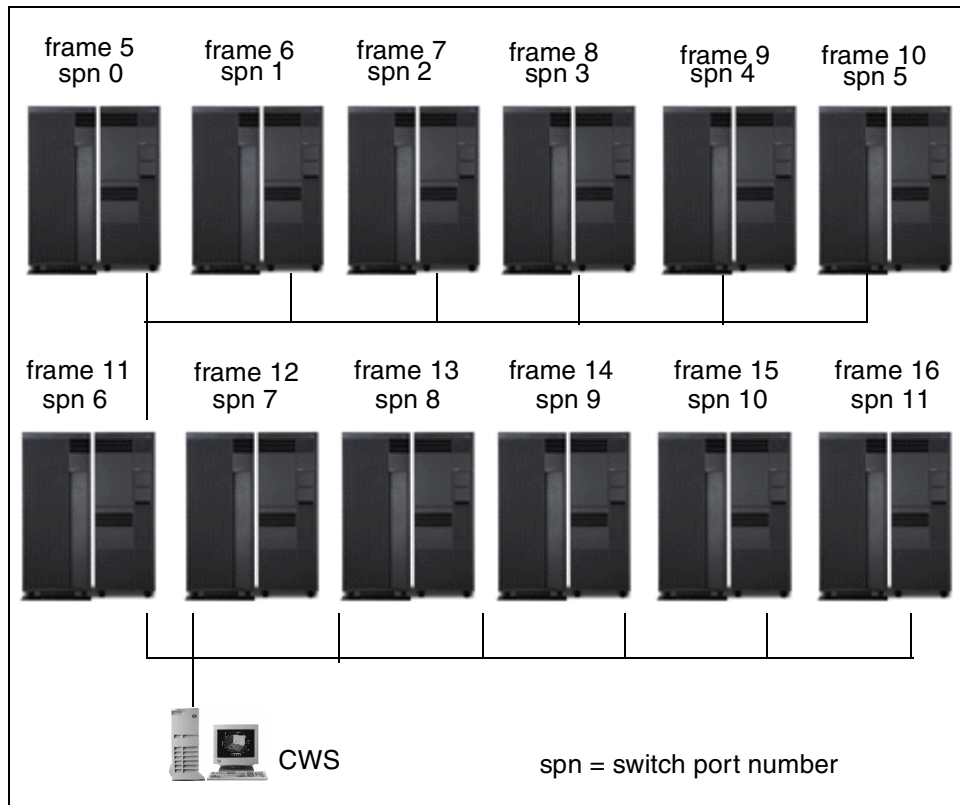 frame 5
spn 0
frame 6
spn 1
frame 7
spn 2
frame 8
spn 3
frame 9
spn 4
frame 10
spn 5
frame 11
spn 6
frame 12
spn 7
frame 13
spn 8
frame 14
spn 9
frame 15
spn 10
frame 16
spn 11
CWS
spn = switch port number